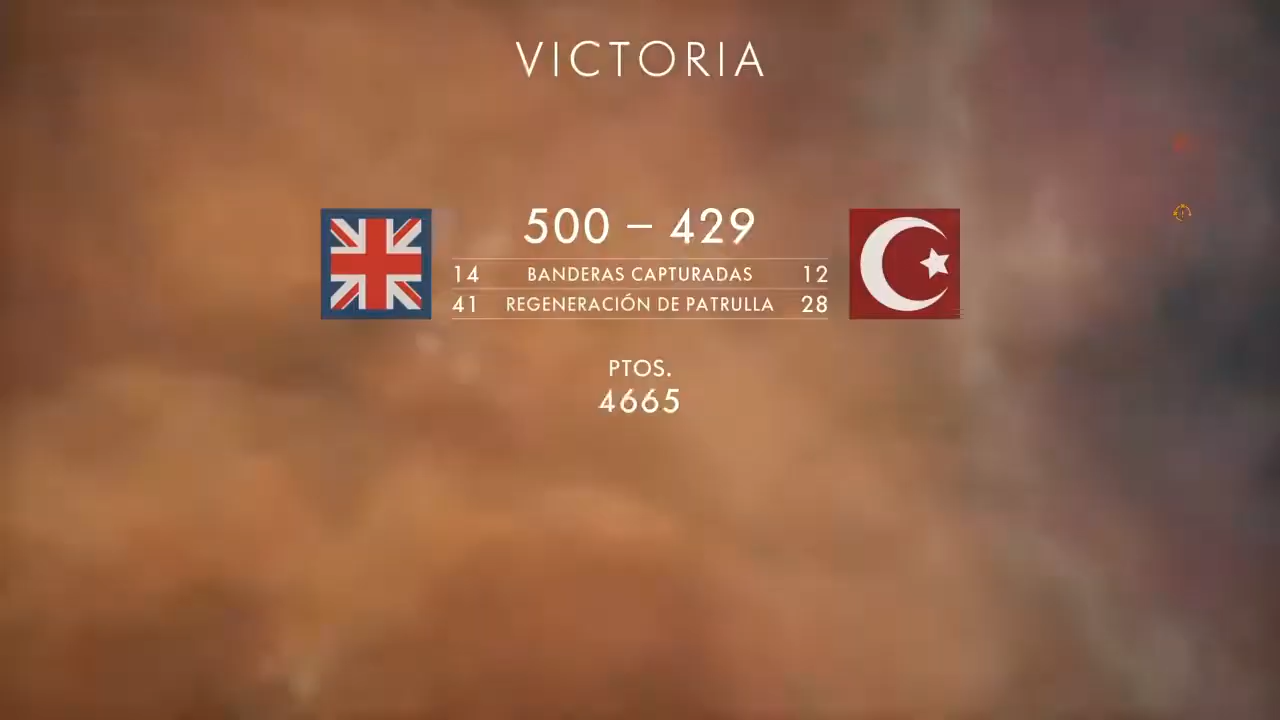 VICTORIA
500 – 429
14 BANDERAS CAPTURADAS 12
41 REGENERACIÓN DE PATRULLA 28
PTOS.
4665